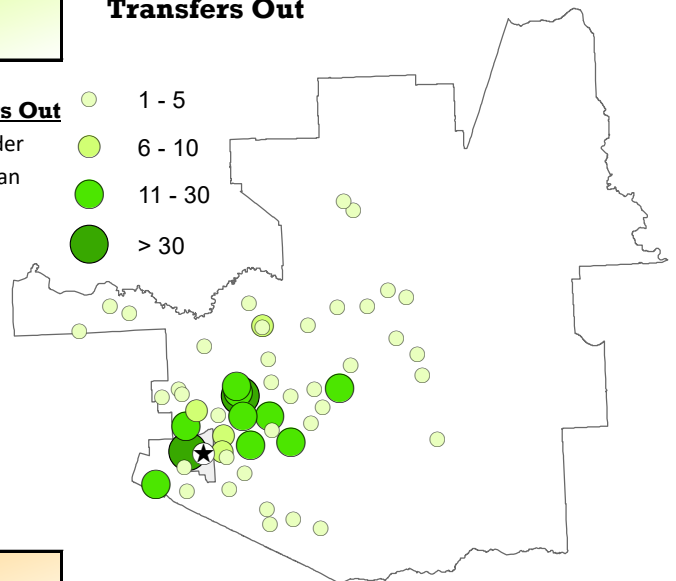 Transfers Out
s Out
der
an
1 - 5
6 - 10
11 - 30
> 30